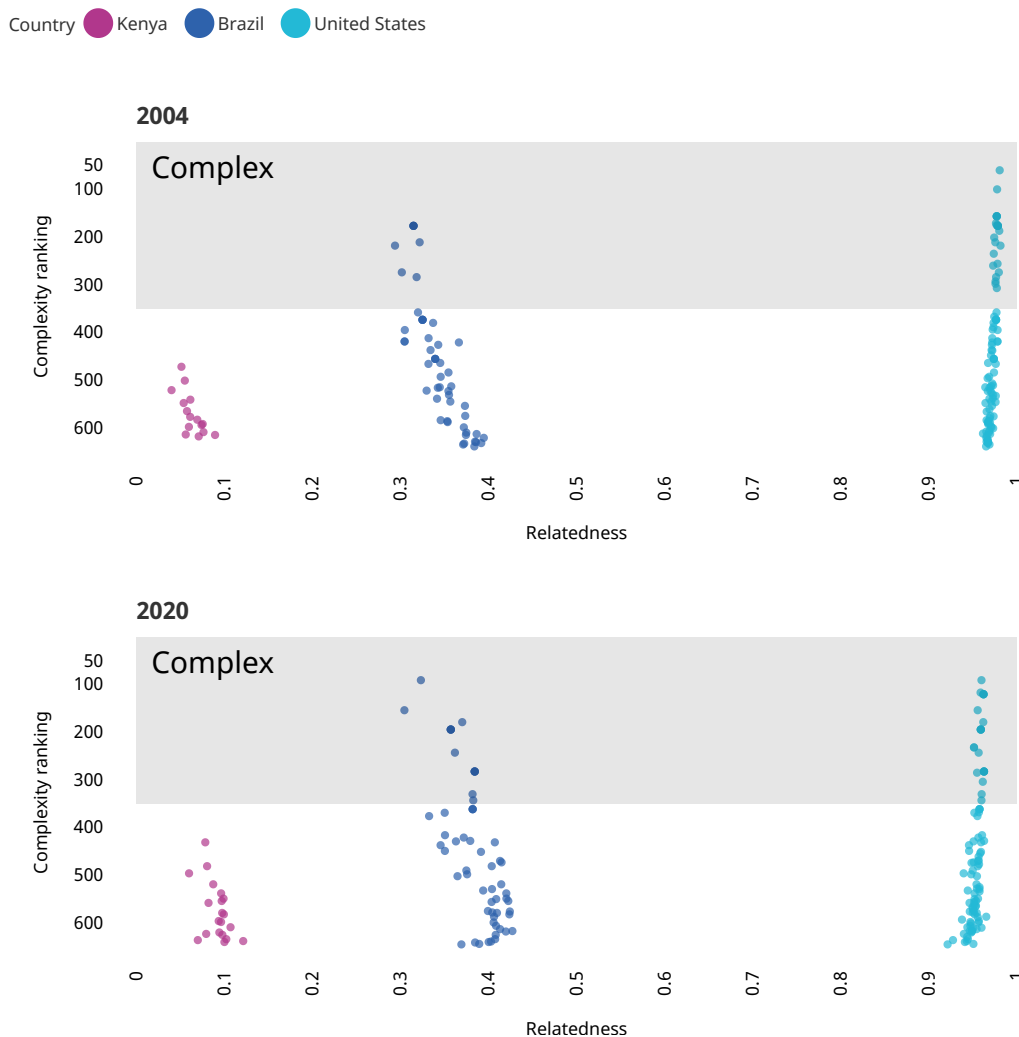 Country Kenya Brazil United States
2004
Complex
50
100
200
300
400
500
600
Complexity ranking
0 0.1 0.2 0.3 0.4 0.5 0.6 0.7 0.8 0.9 1
Relatedness
2020
Complex
50
100
200
300
400
500
600
Complexity ranking
0 0.1 0.2 0.3 0.4 0.5 0.6 0.7 0.8 0.9 1
Relatedness